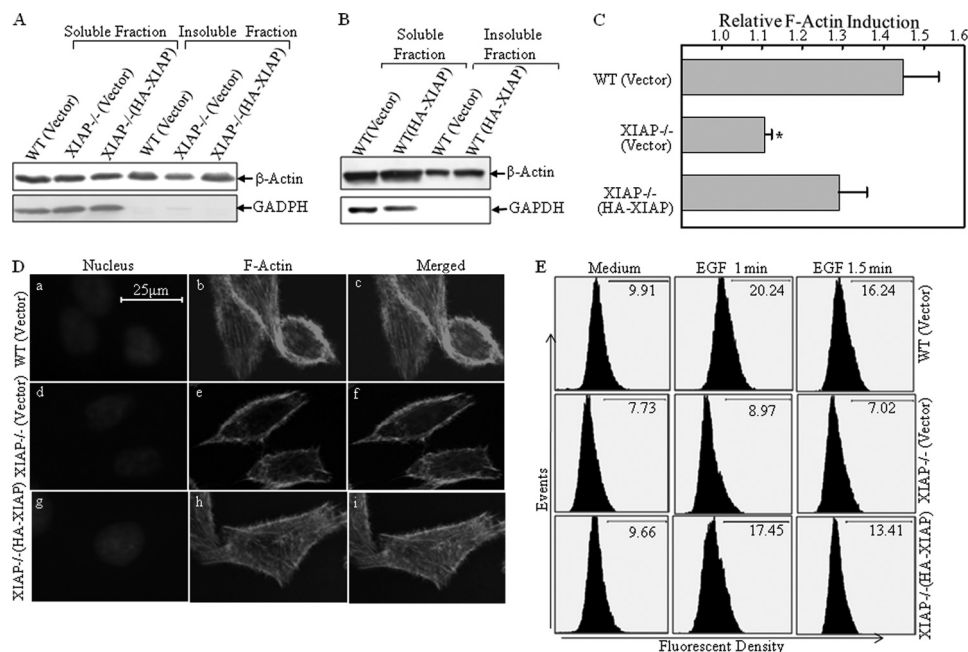 A
Soluble Fraction
Insoluble Fraction
WT (Vector)
XIAP-/-(Vector)
XIAP-/-(HA-XIAP)
WT (Vector)
XIAP-/-(Vector)
XIAP-/-(HA-XIAP)
β-Actin
GADPH
B
Soluble Fraction
Insoluble Fraction
WT(Vector)
WT(HA-XIAP)
WT (Vector)
WT (HA-XIAP)
β-Actin
GAPDH
C
Relative F-Actin Induction
1.0 1.1 1.2 1.3 1.4 1.5 1.6
WT (Vector)
XIAP-/- (Vector)
*
XIAP-/- (HA-XIAP)
D
Nucleus F-Actin Merged
WT (Vector)
a 25µm b c
XIAP-/- (Vector)
d e f
XIAP-/-(HA-XIAP)
g h i
E
Medium EGF 1 min EGF 1.5 min
9.91 20.24 16.24
WT (Vector)
7.73 8.97 7.02
XIAP-/- (Vector)
9.66 17.45 13.41
XIAP-/-(HA-XIAP)
Events
Fluorescent Density